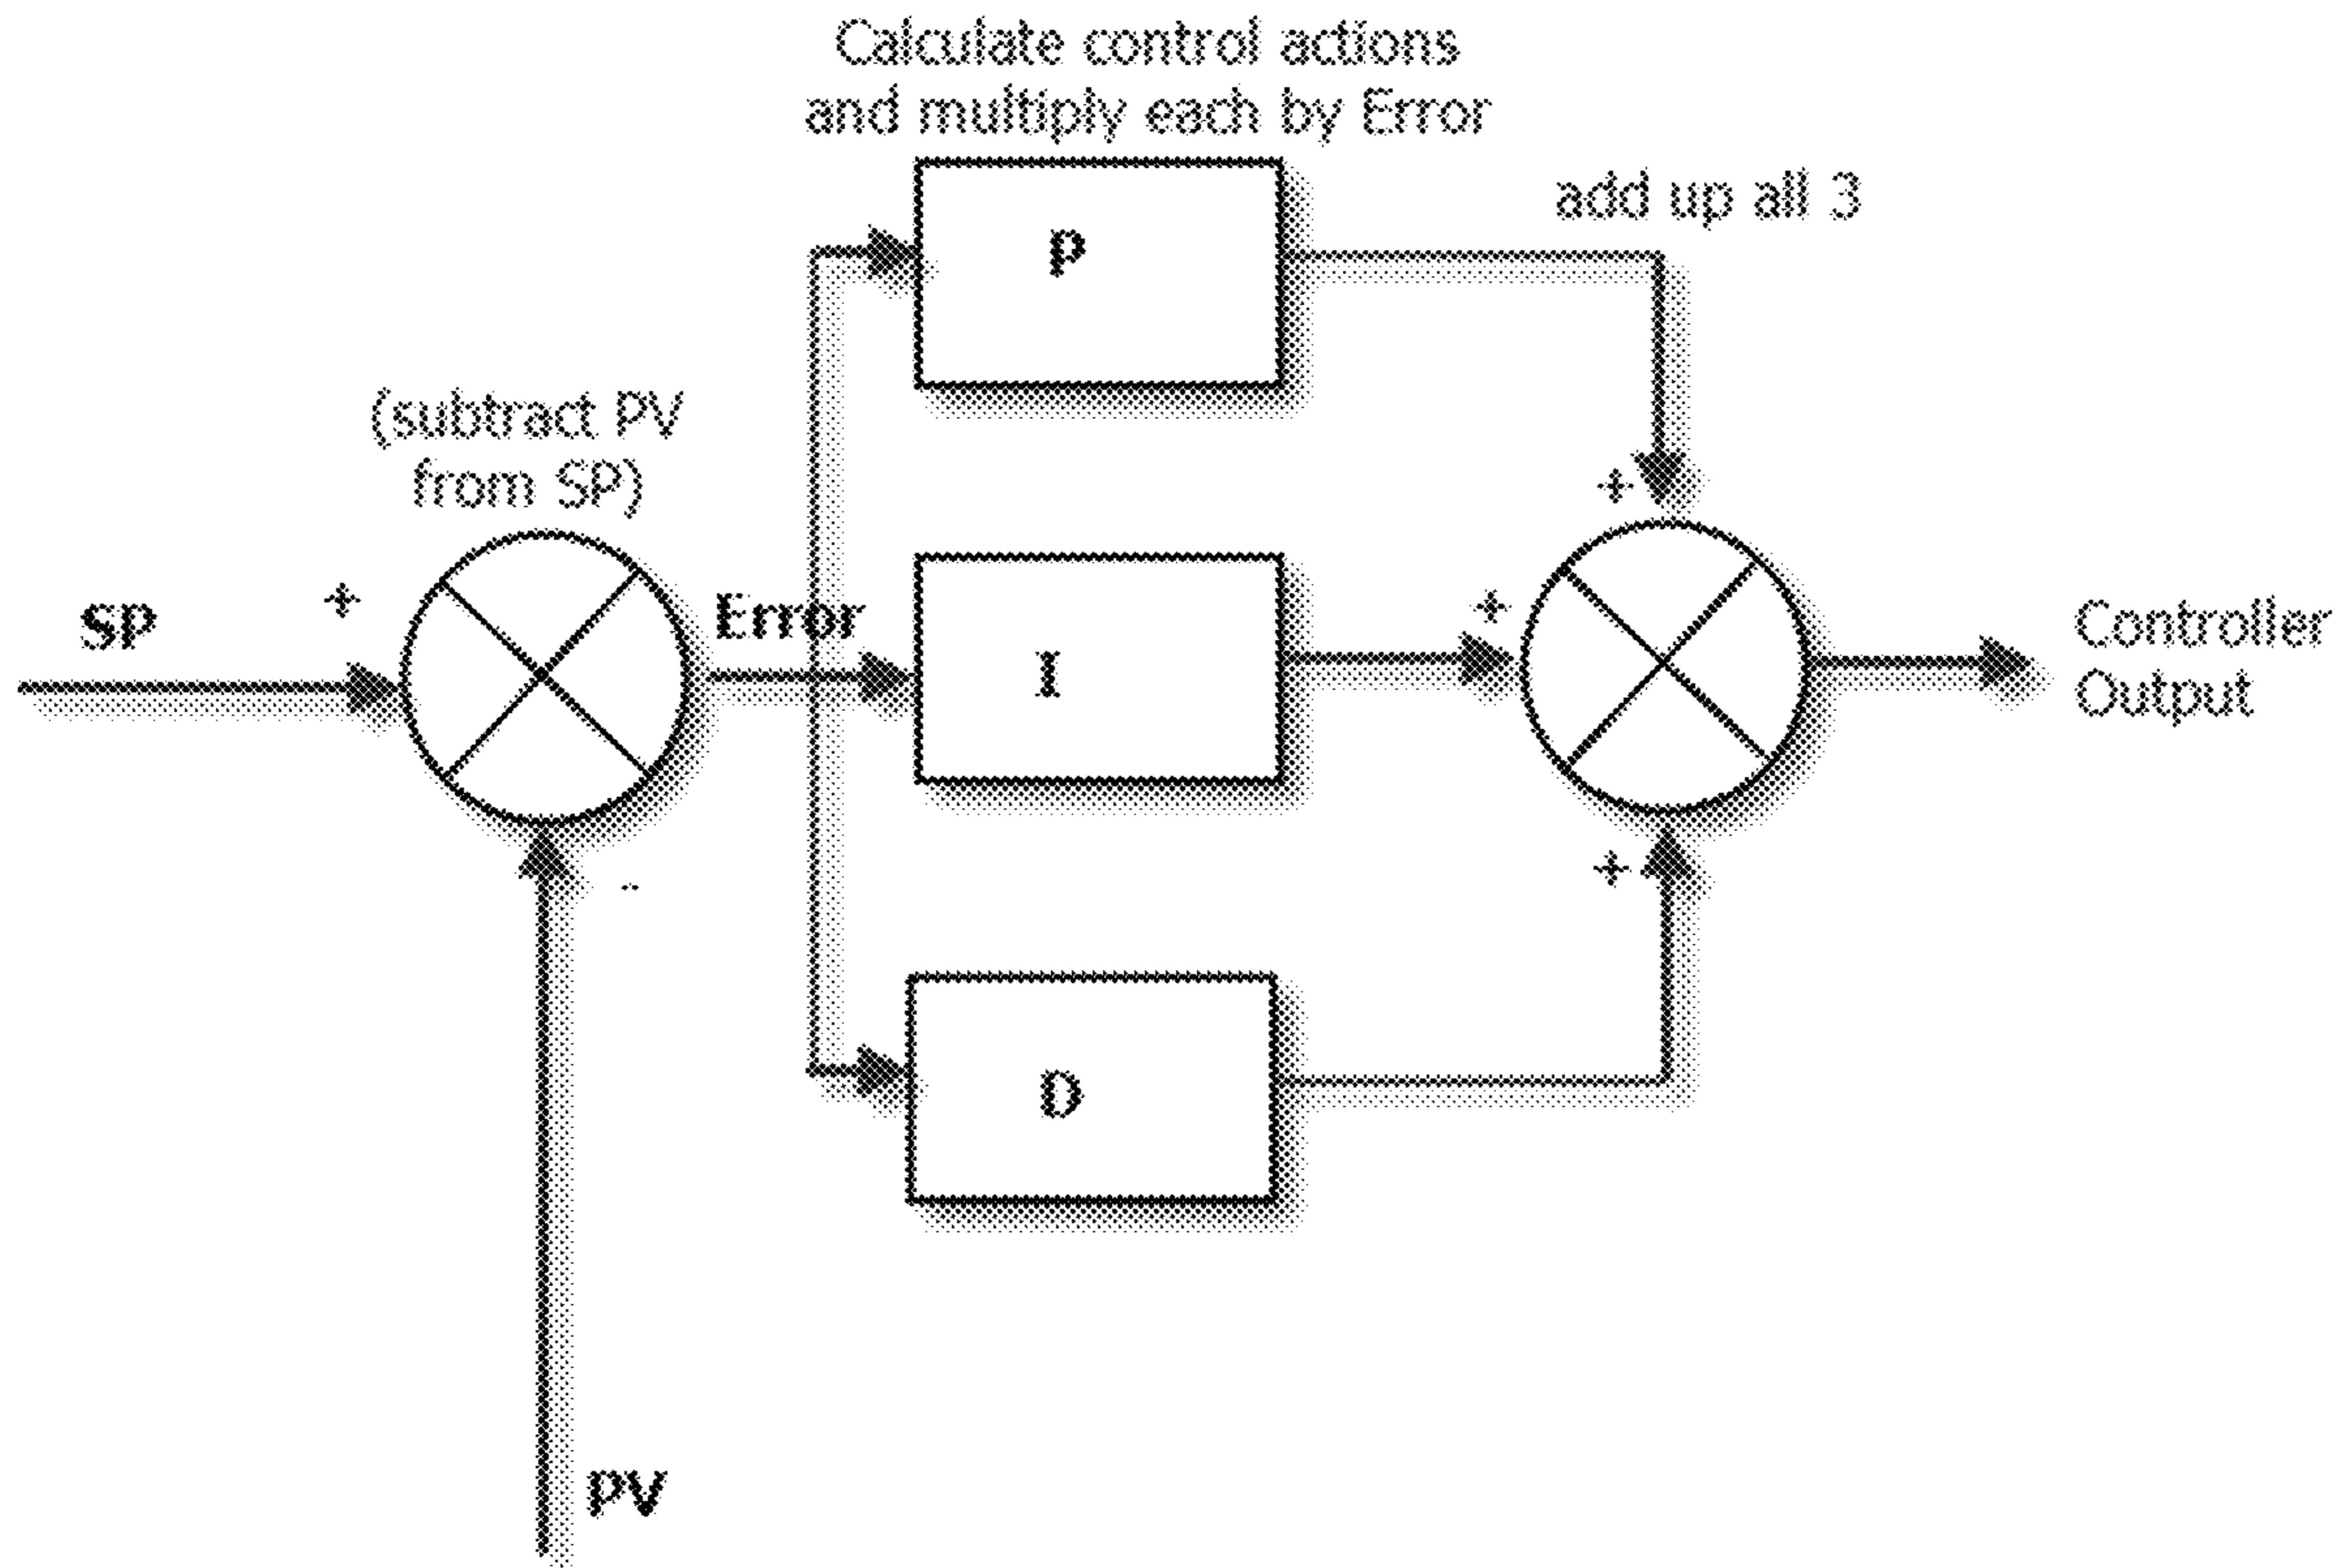 Calculate control actions
and multiply each by Error
add up all 3
P
(subtract PV
from SP)
+
+
SP
+
Error
I
+
Controller
Output
-
+
D
PV